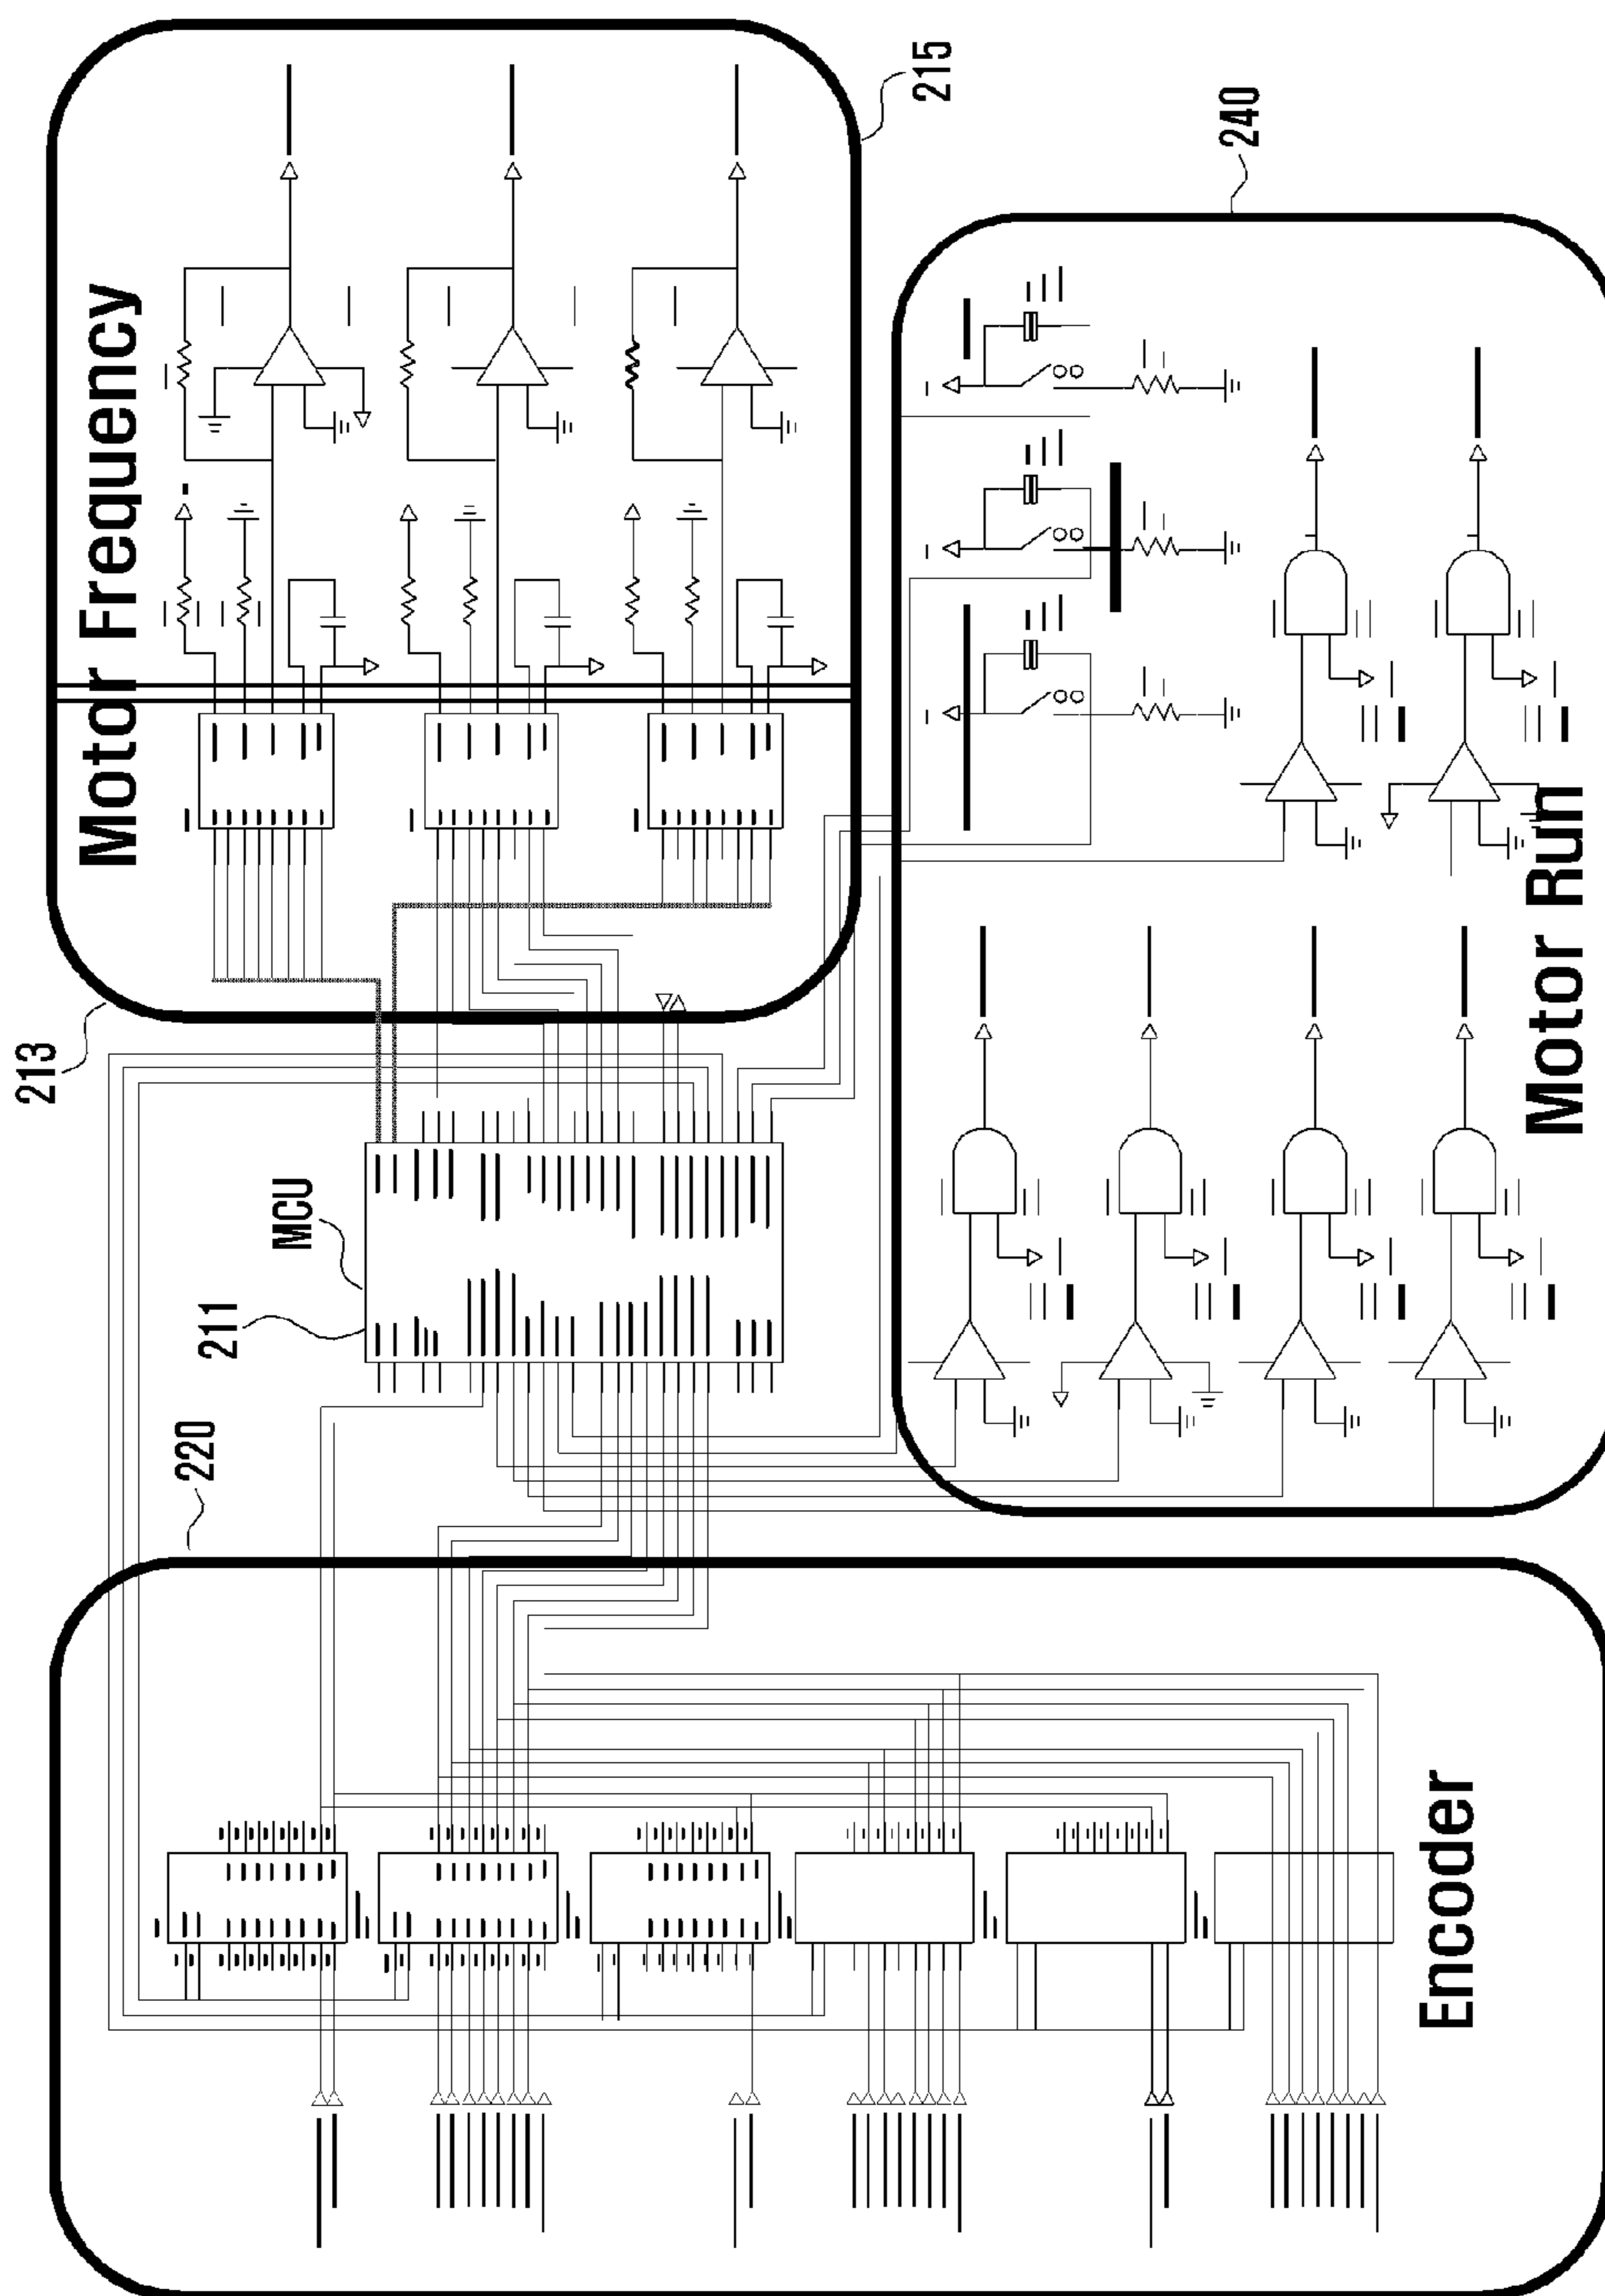 Motor Frequency
215
213
MCU
211
240
Motor Run
220
Encoder